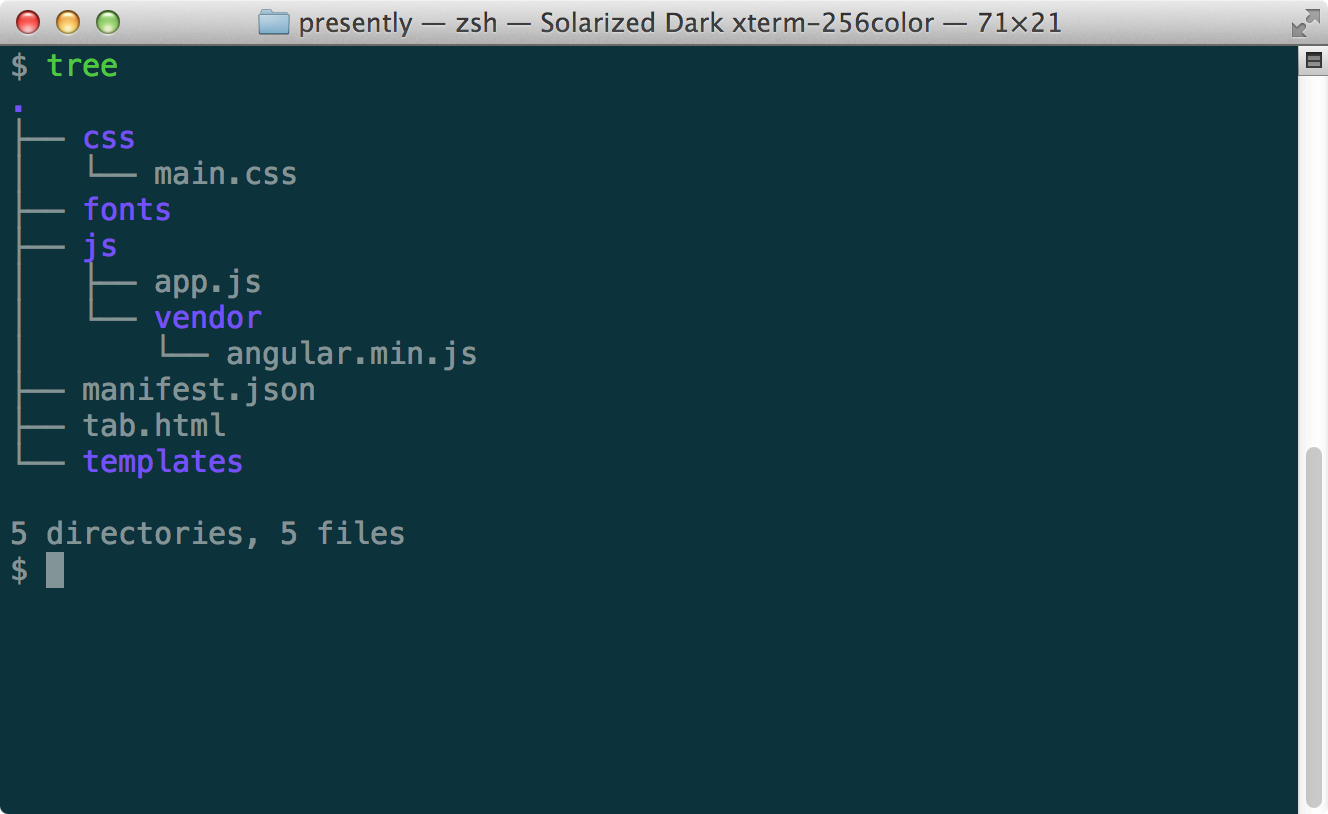 presently — zsh — Solarized Dark xterm-256color — 71×21
$ tree
.
├── css
│   └── main.css
├── fonts
├── js
│   ├── app.js
│   └── vendor
│       └── angular.min.js
├── manifest.json
├── tab.html
└── templates
5 directories, 5 files
$